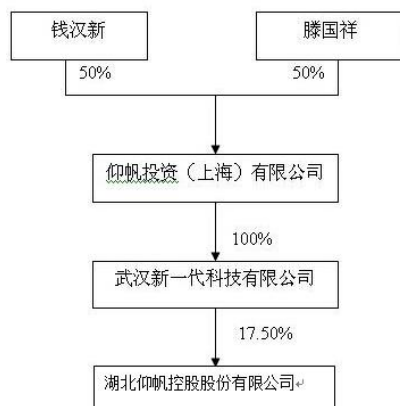 钱汉新
滕国祥
50%
50%
仰帆投资（上海）有限公司
100%
武汉新一代科技有限公司
17.50%
湖北仰帆控股股份有限公司